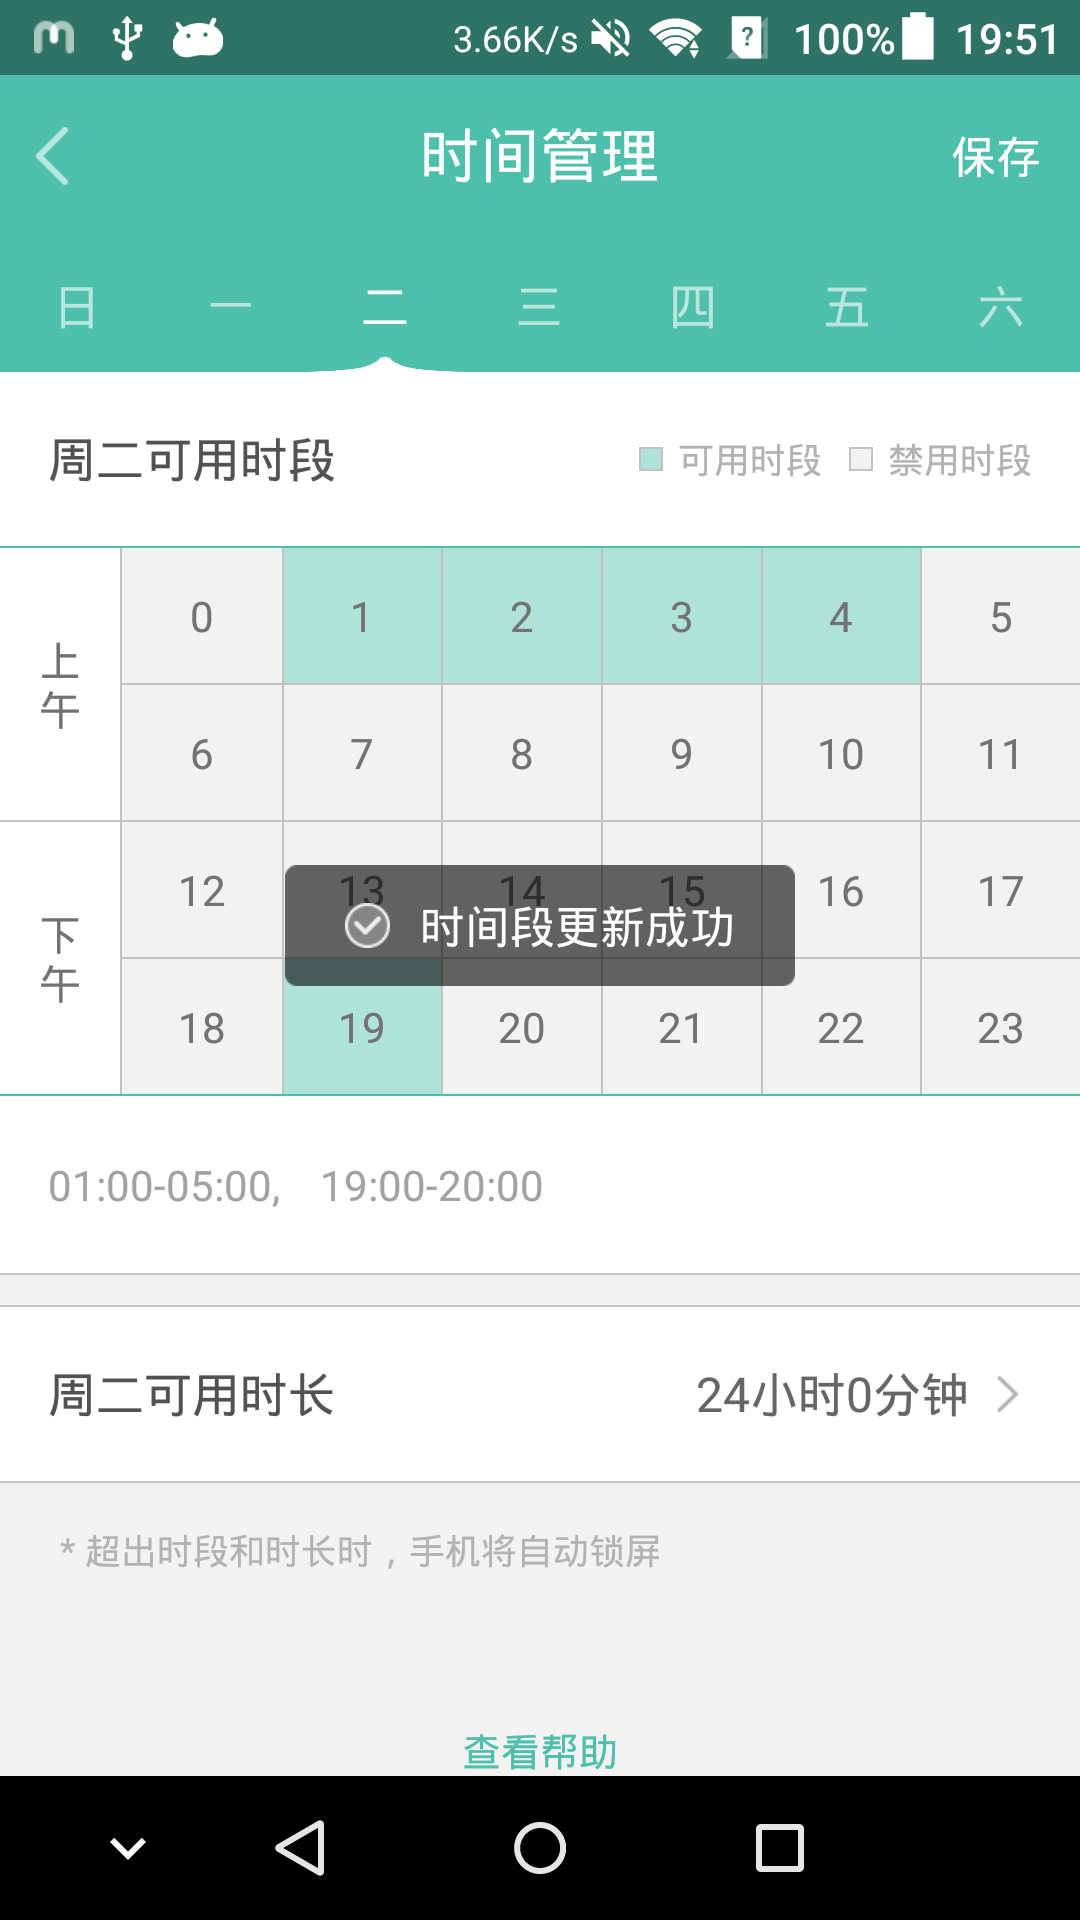 3.66K/s ? 100% 19:51
时间管理 保存
日 一 二 三 四 五 六
周二可用时段 可用时段 禁用时段
上午
0 1 2 3 4 5
6 7 8 9 10 11
下午
12 13 14 15 16 17
时间段更新成功
18 19 20 21 22 23
01:00-05:00, 19:00-20:00
周二可用时长 24小时0分钟
* 超出时段和时长时，手机将自动锁屏
查看帮助